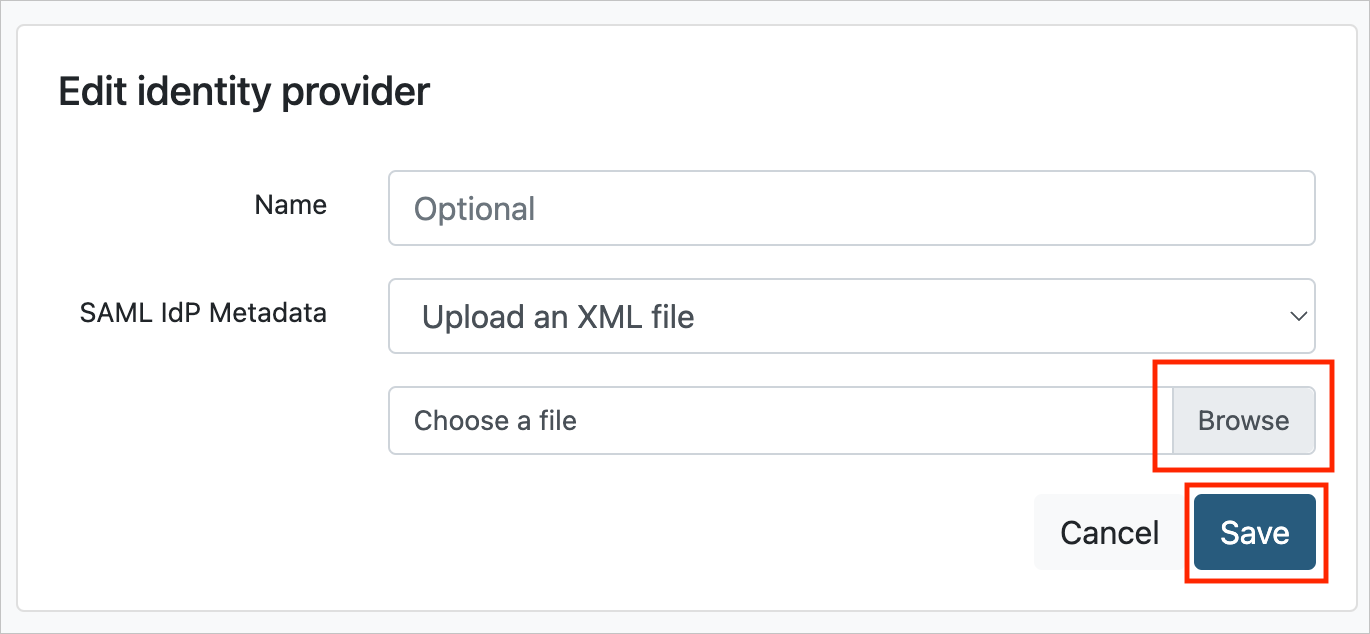 Edit identity provider
Name
Optional
SAML IdP Metadata
Upload an XML file
Choose a file
Browse
Cancel
Save